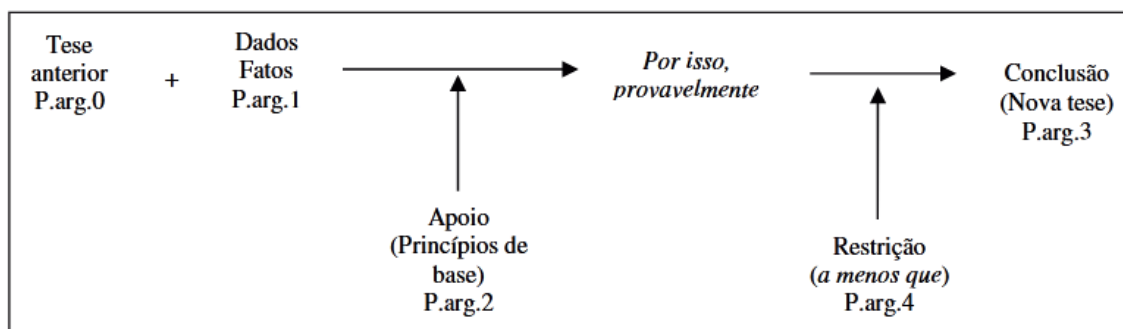 Tese
anterior
P.arg.0
+
Dados
Fatos
P.arg.1
Por isso,
provavelmente
Conclusão
(Nova tese)
P.arg.3
Apoio
(Princípios de
base)
P.arg.2
Restrição
(a menos que)
P.arg.4